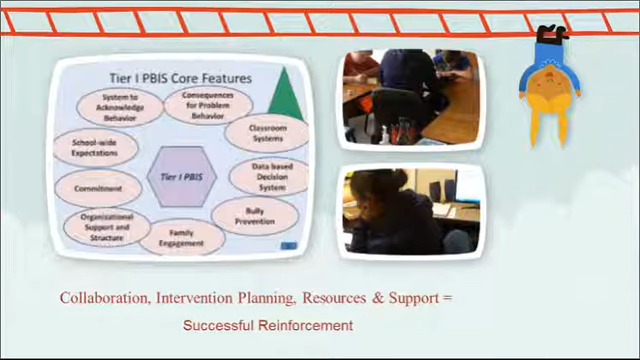 Tier I PBIS Core Features
System to
Acknowledge
Behavior
Consequences
for Problem
Behavior
Classroom
Systems
Data based
Decision
System
Bully
Prevention
Family
Engagement
Organizational
Support and
Structure
Commitment
School-wide
Expectations
Tier I PBIS
Collaboration, Intervention Planning, Resources & Support =
Successful Reinforcement